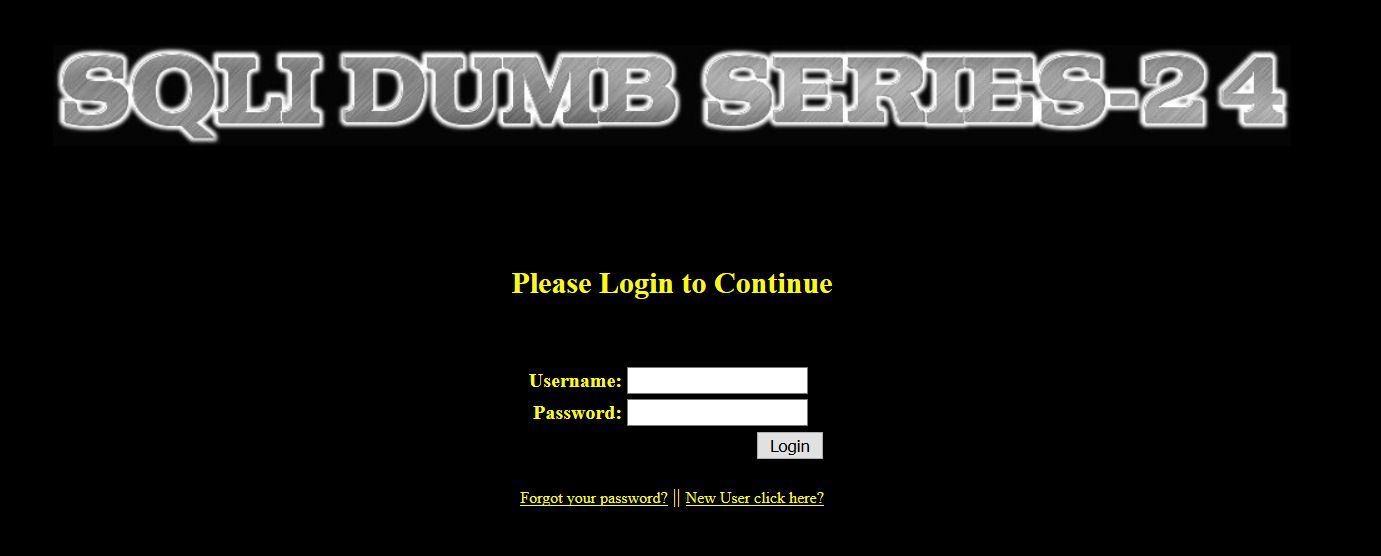 SQLI DUMB SERIES-24
Please Login to Continue
Username:
Password:
Login
Forgot your password? || New User click here?